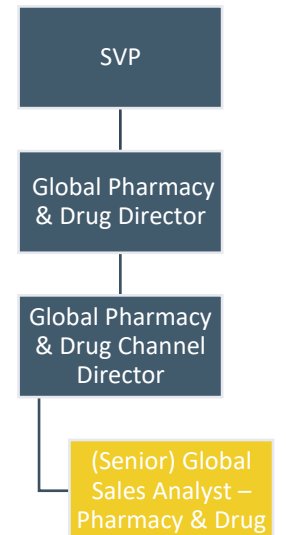 SVP
Global Pharmacy
& Drug Director
Global Pharmacy
& Drug Channel
Director
(Senior) Global
Sales Analyst –
Pharmacy & Drug